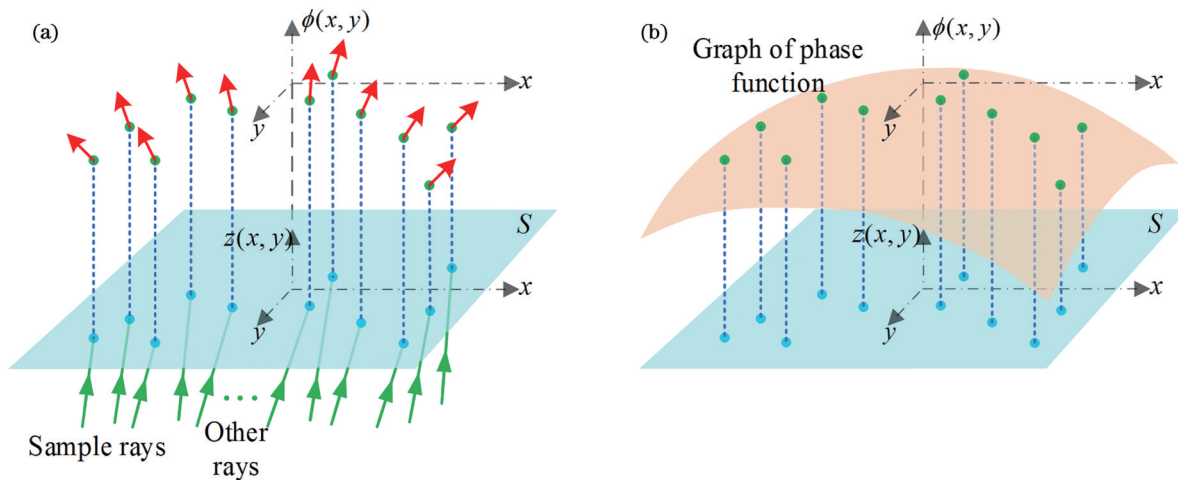 (a)
ϕ(x, y)
x
y
S
z(x, y)
x
y
Sample rays
Other
rays
(b)
ϕ(x, y)
Graph of phase
function
x
y
S
z(x, y)
x
y